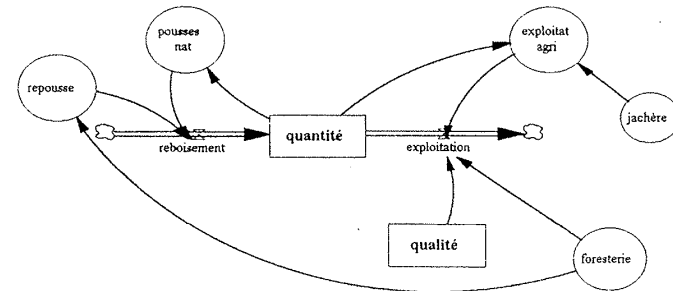 pousses
nat
exploitat
agri
repousse
jachère
quantité
reboisement
exploitation
qualité
foresterie